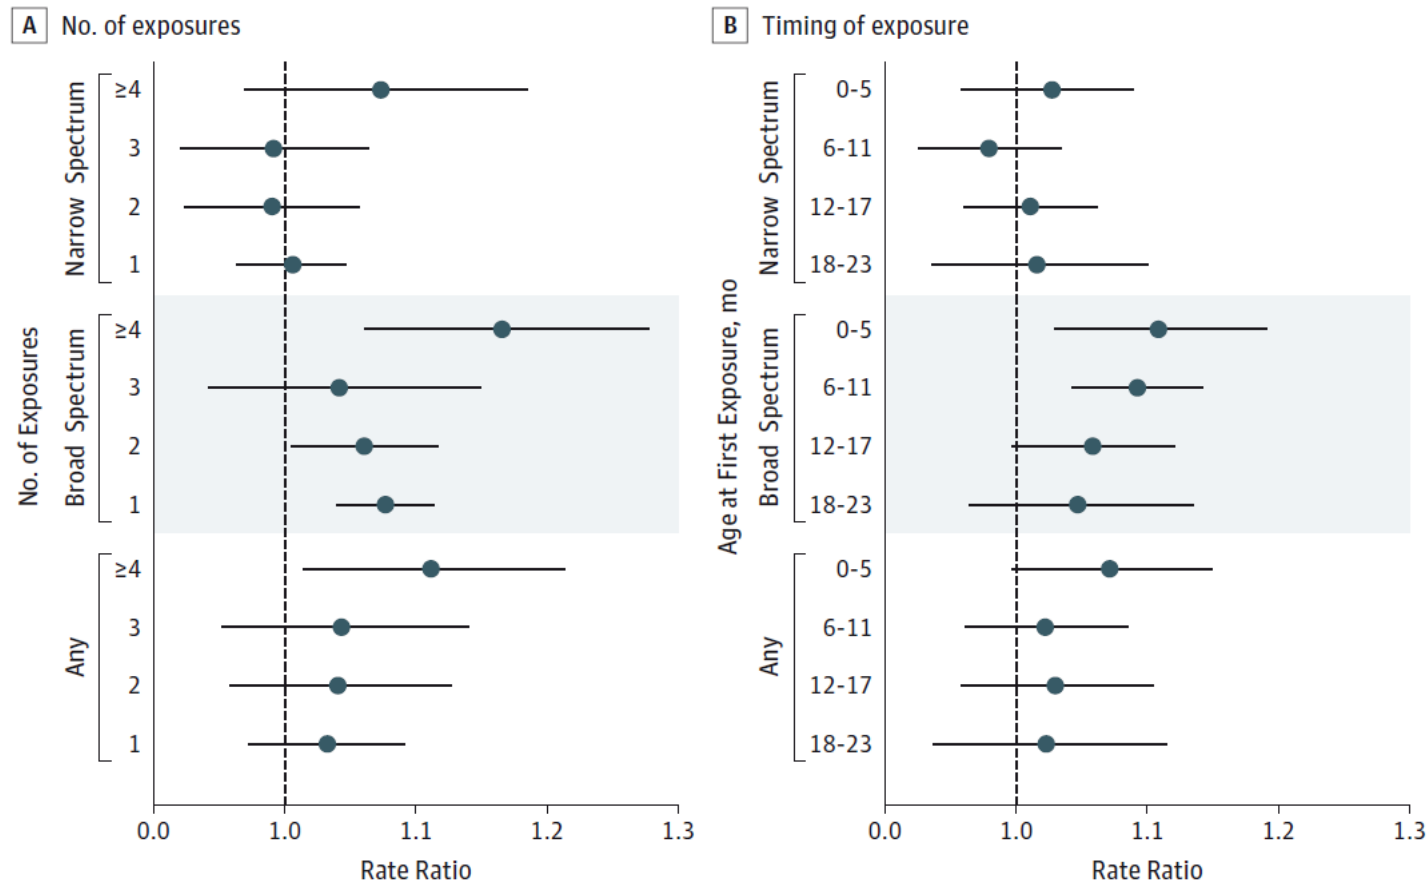 A No. of exposures
Narrow Spectrum
≥4
3
2
1
No. of Exposures
Broad Spectrum
≥4
3
2
1
Any
≥4
3
2
1
0.0 1.0 1.1 1.2 1.3
Rate Ratio
B Timing of exposure
Narrow Spectrum
0-5
6-11
12-17
18-23
Age at First Exposure, mo
Broad Spectrum
0-5
6-11
12-17
18-23
Any
0-5
6-11
12-17
18-23
0.0 1.0 1.1 1.2 1.3
Rate Ratio